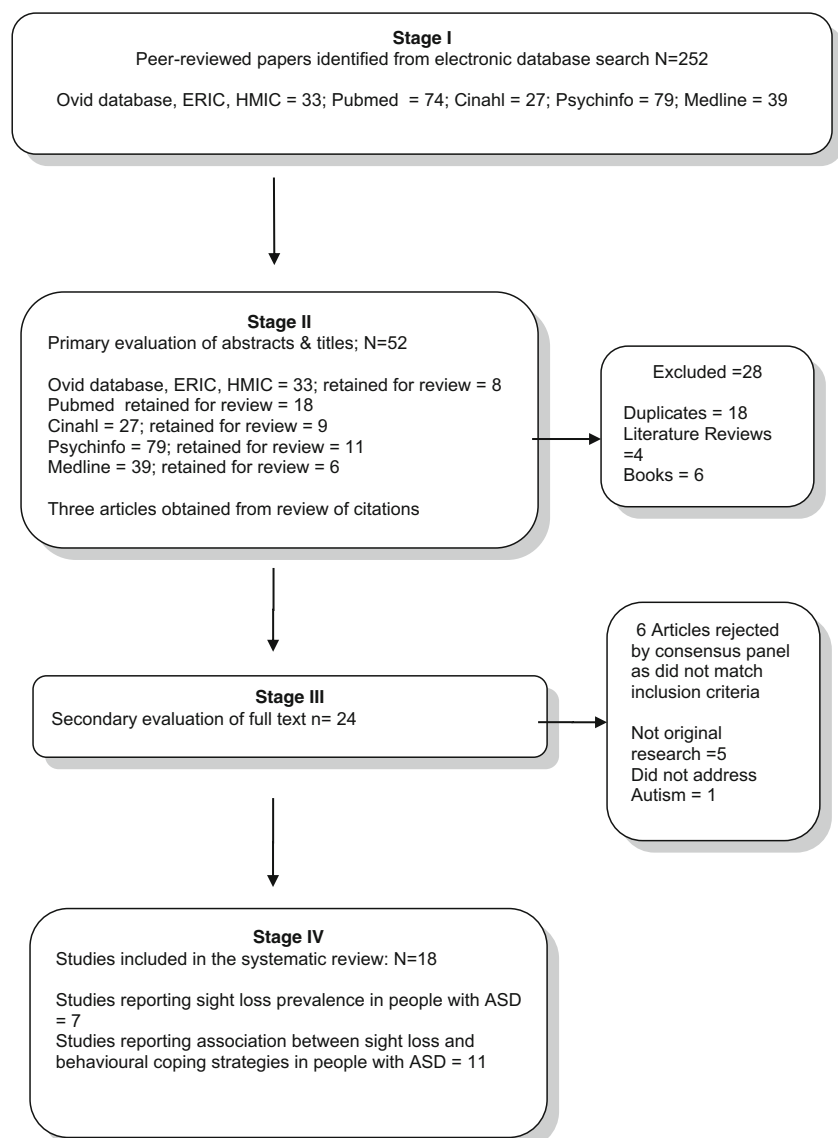 Stage I
Peer-reviewed papers identified from electronic database search N=252
Ovid database, ERIC, HMIC = 33; Pubmed = 74; Cinahl = 27; Psychinfo = 79; Medline = 39
Stage II
Primary evaluation of abstracts & titles; N=52
Ovid database, ERIC, HMIC = 33; retained for review = 8
Pubmed retained for review = 18
Cinahl = 27; retained for review = 9
Psychinfo = 79; retained for review = 11
Medline = 39; retained for review = 6
Three articles obtained from review of citations
Excluded =28
Duplicates = 18
Literature Reviews
=4
Books = 6
Stage III
Secondary evaluation of full text n= 24
6 Articles rejected
by consensus panel
as did not match
inclusion criteria
Not original
research =5
Did not address
Autism = 1
Stage IV
Studies included in the systematic review: N=18
Studies reporting sight loss prevalence in people with ASD
= 7
Studies reporting association between sight loss and
behavioural coping strategies in people with ASD = 11